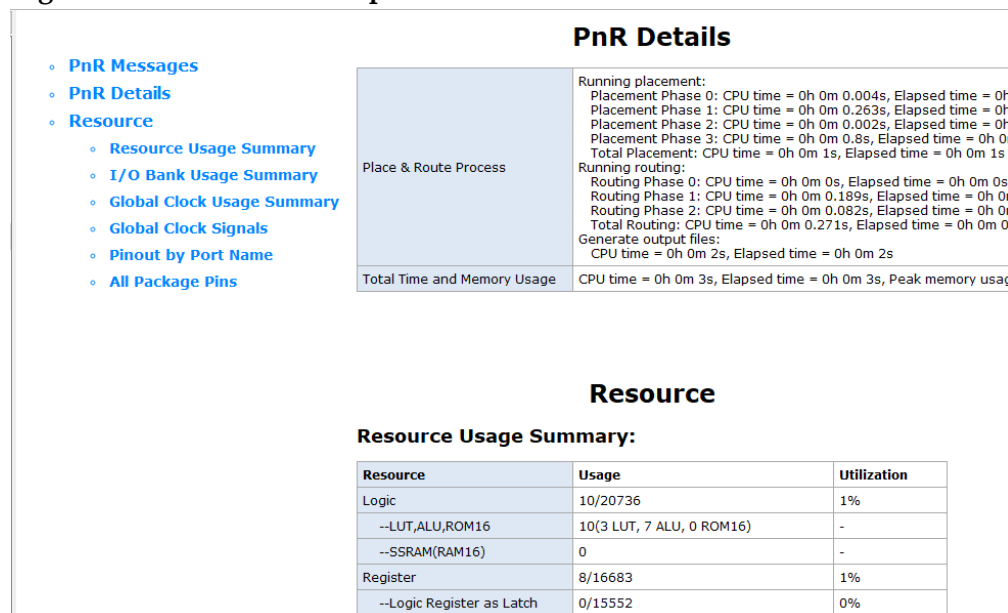 PnR Messages
PnR Details
Resource
Resource Usage Summary
I/O Bank Usage Summary
Global Clock Usage Summary
Global Clock Signals
Pinout by Port Name
All Package Pins
PnR Details
Place & Route Process
Running placement:
Placement Phase 0: CPU time = 0h 0m 0.004s, Elapsed time =
Placement Phase 1: CPU time = 0h 0m 0.263s, Elapsed time =
Placement Phase 2: CPU time = 0h 0m 0.002s, Elapsed time =
Placement Phase 3: CPU time = 0h 0m 0.8s, Elapsed time = 0h
Total Placement: CPU time = 0h 0m 1s, Elapsed time = 0h 0m 1s
Running routing:
Routing Phase 0: CPU time = 0h 0m 0s, Elapsed time = 0h 0m 0s
Routing Phase 1: CPU time = 0h 0m 0.189s, Elapsed time = 0h
Routing Phase 2: CPU time = 0h 0m 0.082s, Elapsed time = 0h
Total Routing: CPU time = 0h 0m 0.271s, Elapsed time = 0h 0m
Generate output files:
CPU time = 0h 0m 2s, Elapsed time = 0h 0m 2s
Total Time and Memory Usage
CPU time = 0h 0m 3s, Elapsed time = 0h 0m 3s, Peak memory
Resource
Resource Usage Summary:
Resource Usage Utilization
Logic 10/20736 1%
--LUT,ALU,ROM16 10(3 LUT, 7 ALU, 0 ROM16) -
--SSRAM(RAM16) 0 -
Register 8/16683 1%
--Logic Register as Latch 0/15552 0%